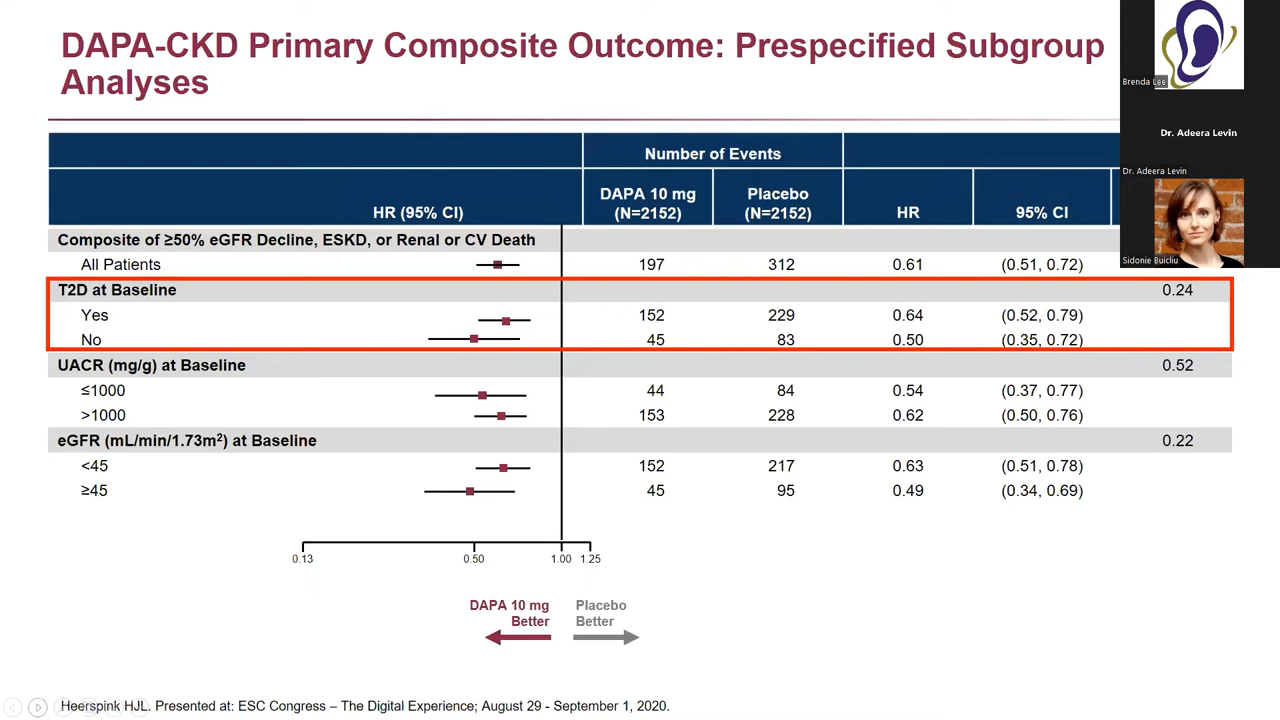 DAPA-CKD Primary Composite Outcome: Prespecified Subgroup
Analyses
Brenda Lee
Dr. Adeera Levin
Dr. Adeera Levin
Sidonie Buicliu
Number of Events
HR (95% CI)
DAPA 10 mg
(N=2152)
Placebo
(N=2152)
HR
95% CI
Composite of ≥50% eGFR Decline, ESKD, or Renal or CV Death
All Patients 197 312 0.61 (0.51, 0.72)
T2D at Baseline 0.24
Yes 152 229 0.64 (0.52, 0.79)
No 45 83 0.50 (0.35, 0.72)
UACR (mg/g) at Baseline 0.52
≤1000 44 84 0.54 (0.37, 0.77)
>1000 153 228 0.62 (0.50, 0.76)
eGFR (mL/min/1.73m²) at Baseline 0.22
<45 152 217 0.63 (0.51, 0.78)
≥45 45 95 0.49 (0.34, 0.69)
0.13 0.50 1.00 1.25
DAPA 10 mg
Better
Placebo
Better
Heerspink HJL. Presented at: ESC Congress – The Digital Experience; August 29 - September 1, 2020.